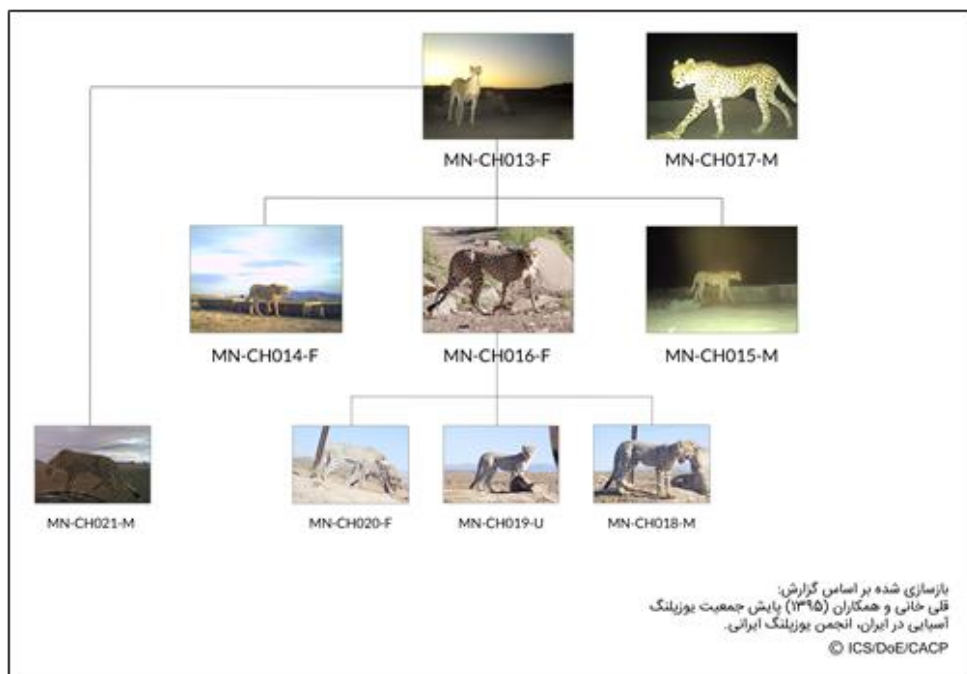 MN-CH013-F
MN-CH017-M
MN-CH014-F
MN-CH016-F
MN-CH015-M
MN-CH021-M
MN-CH020-F
MN-CH019-U
MN-CH018-M
بازسازی شده بر اساس گزارش:
قلی خانی و همکاران (۱۳۹۵) پایش جمعیت یوزپلنگ
آسیایی در ایران، انجمن یوزپلنگ ایرانی.
© ICS/DoE/CACP